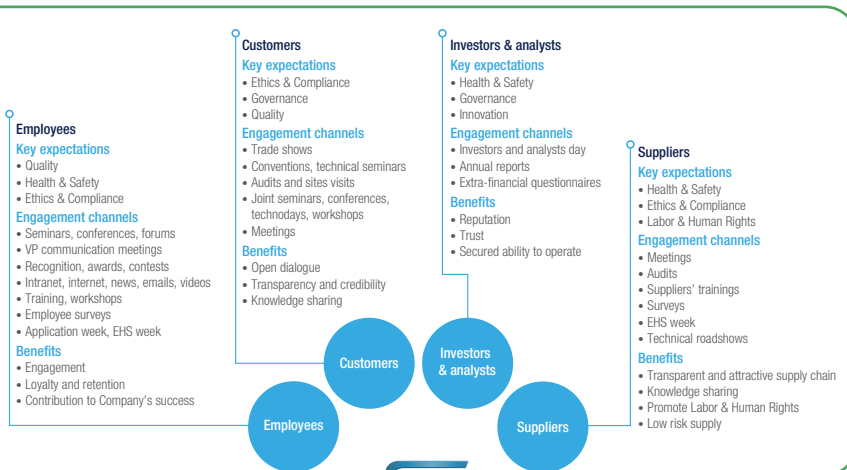 Employees
Key expectations
• Quality
• Health & Safety
• Ethics & Compliance
Engagement channels
• Seminars, conferences, forums
• VP communication meetings
• Recognition, awards, contests
• Intranet, internet, news, emails, videos
• Training, workshops
• Employee surveys
• Application week, EHS week
Benefits
• Engagement
• Loyalty and retention
• Contribution to Company's success
Customers
Key expectations
• Ethics & Compliance
• Governance
• Quality
Engagement channels
• Trade shows
• Conventions, technical seminars
• Audits and sites visits
• Joint seminars, conferences,
technodays, workshops
• Meetings
Benefits
• Open dialogue
• Transparency and credibility
• Knowledge sharing
Investors & analysts
Key expectations
• Health & Safety
• Governance
• Innovation
Engagement channels
• Investors and analysts day
• Annual reports
• Extra-financial questionnaires
Benefits
• Reputation
• Trust
• Secured ability to operate
Suppliers
Key expectations
• Health & Safety
• Ethics & Compliance
• Labor & Human Rights
Engagement channels
• Meetings
• Audits
• Suppliers' trainings
• Surveys
• EHS week
• Technical roadshows
Benefits
• Transparent and attractive supply chain
• Knowledge sharing
• Promote Labor & Human Rights
• Low risk supply
Employees
Customers
Investors
& analysts
Suppliers